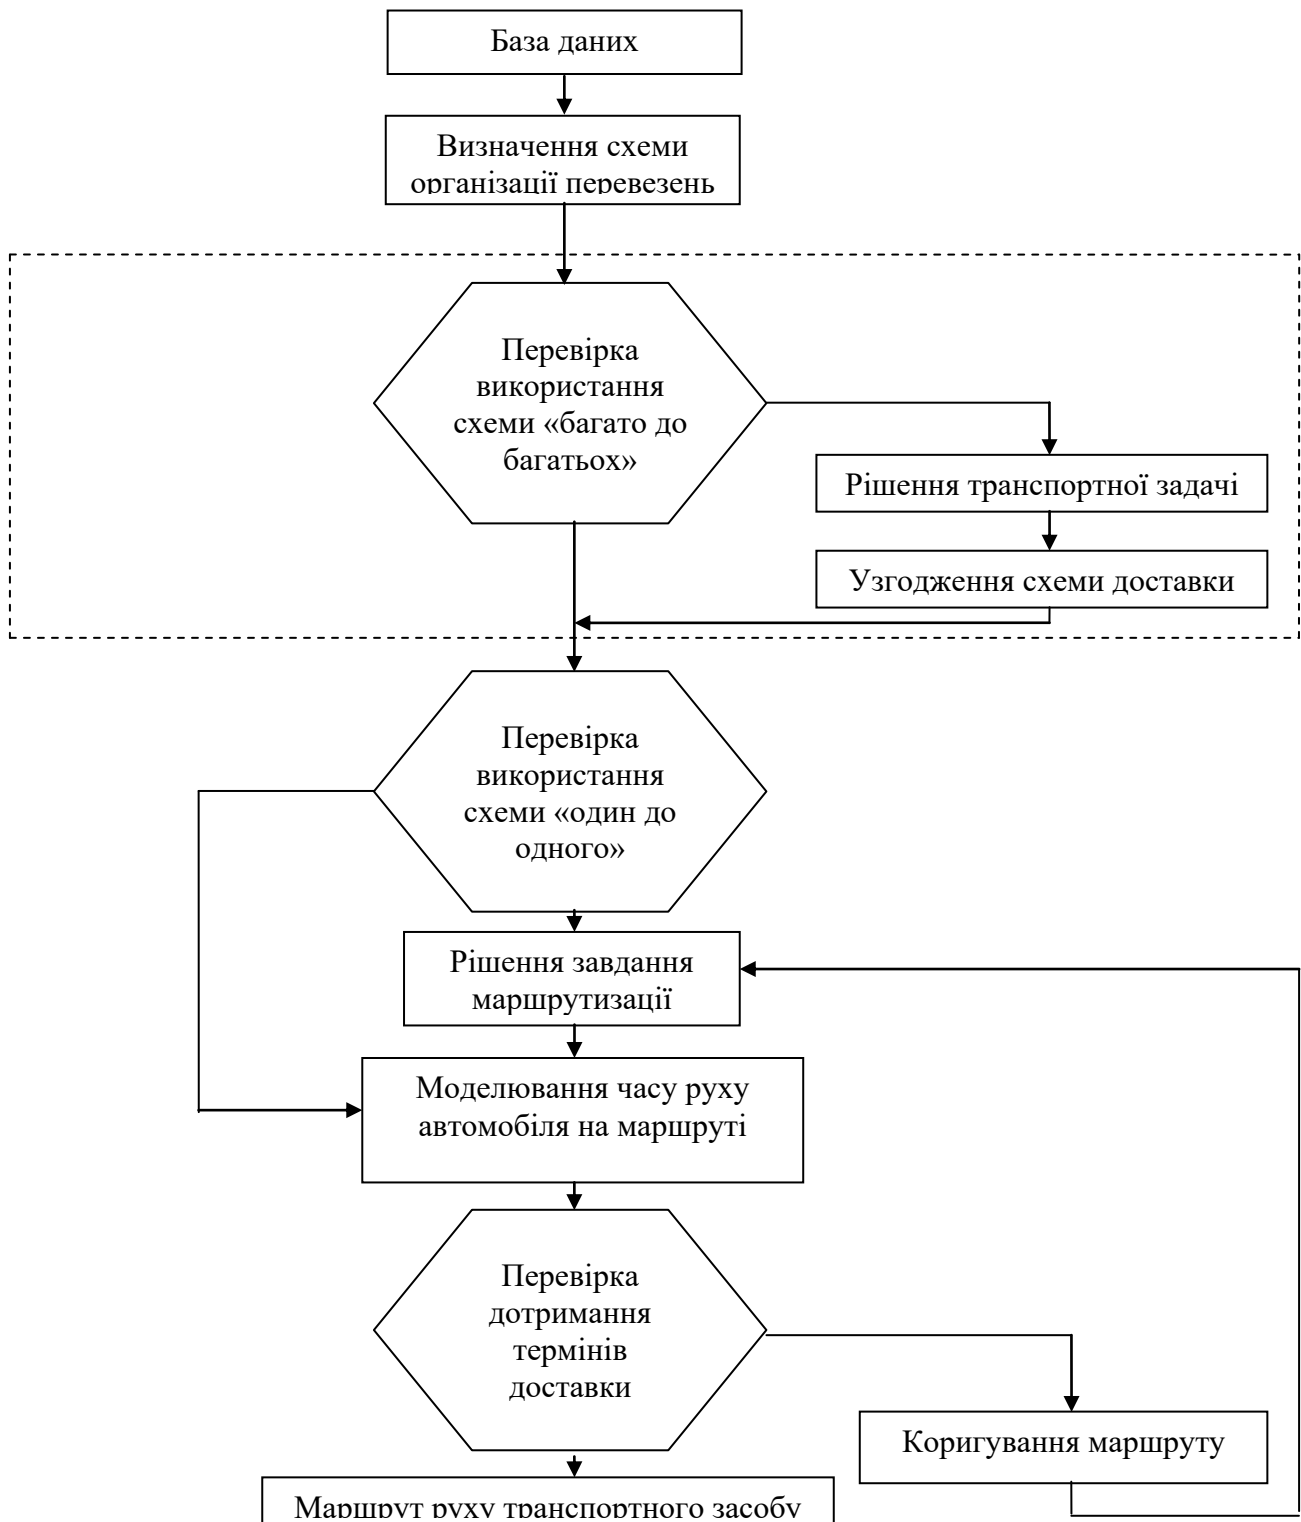 База даних
Визначення схеми
організації перевезень
Перевірка
використання
схеми «багато до
багатьох»
Рішення транспортної задачі
Узгодження схеми доставки
Перевірка
використання
схеми «один до
одного»
Рішення завдання
маршрутизації
Моделювання часу руху
автомобіля на маршруті
Перевірка
дотримання
термінів
доставки
Коригування маршруту
Маршрут руху транспортного засобу